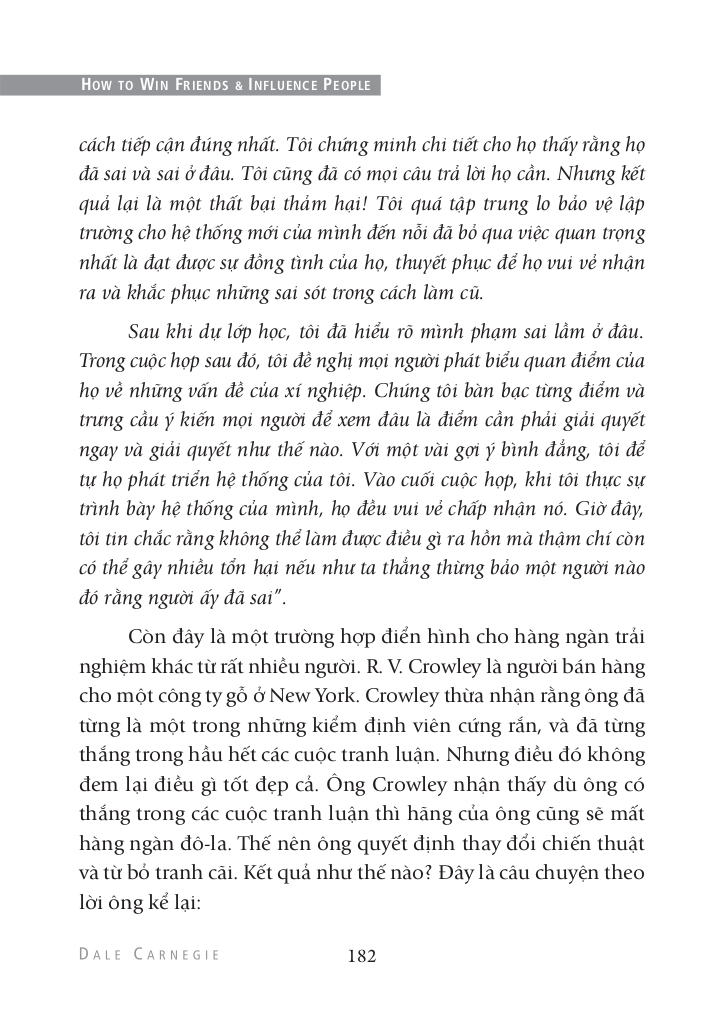 HOW TO WIN FRIENDS & INFLUENCE PEOPLE
cách tiếp cận đúng nhất. Tôi chứng minh chi tiết cho họ thấy rằng họ
đã sai và sai ở đâu. Tôi cũng đã có mọi câu trả lời họ cần. Nhưng kết
quả lại là một thất bại thảm hại! Tôi quá tập trung lo bảo vệ lập
trường cho hệ thống mới của mình đến nỗi đã bỏ qua việc quan trọng
nhất là đạt được sự đồng tình của họ, thuyết phục để họ vui vẻ nhận
ra và khắc phục những sai sót trong cách làm cũ.
Sau khi dự lớp học, tôi đã hiểu rõ mình phạm sai lầm ở đâu.
Trong cuộc họp sau đó, tôi đề nghị mọi người phát biểu quan điểm của
họ về những vấn đề của xí nghiệp. Chúng tôi bàn bạc từng điểm và
trưng cầu ý kiến mọi người để xem đâu là điểm cần phải giải quyết
ngay và giải quyết như thế nào. Với một vài gợi ý bình đẳng, tôi để
tự họ phát triển hệ thống của tôi. Vào cuối cuộc họp, khi tôi thực sự
trình bày hệ thống của mình, họ đều vui vẻ chấp nhận nó. Giờ đây,
tôi tin chắc rằng không thể làm được điều gì ra hồn mà thậm chí còn
có thể gây nhiều tổn hại nếu như ta thẳng thừng bảo một người nào
đó rằng người ấy đã sai”.
Còn đây là một trường hợp điển hình cho hàng ngàn trải
nghiệm khác từ rất nhiều người. R. V. Crowley là người bán hàng
cho một công ty gỗ ở New York. Crowley thừa nhận rằng ông đã
từng là một trong những kiểm định viên cứng rắn, và đã từng
thắng trong hầu hết các cuộc tranh luận. Nhưng điều đó không
đem lại điều gì tốt đẹp cả. Ông Crowley nhận thấy dù ông có
thắng trong các cuộc tranh luận thì hãng của ông cũng sẽ mất
hàng ngàn đô-la. Thế nên ông quyết định thay đổi chiến thuật
và từ bỏ tranh cãi. Kết quả như thế nào? Đây là câu chuyện theo
lời ông kể lại:
DALE CARNEGIE 182